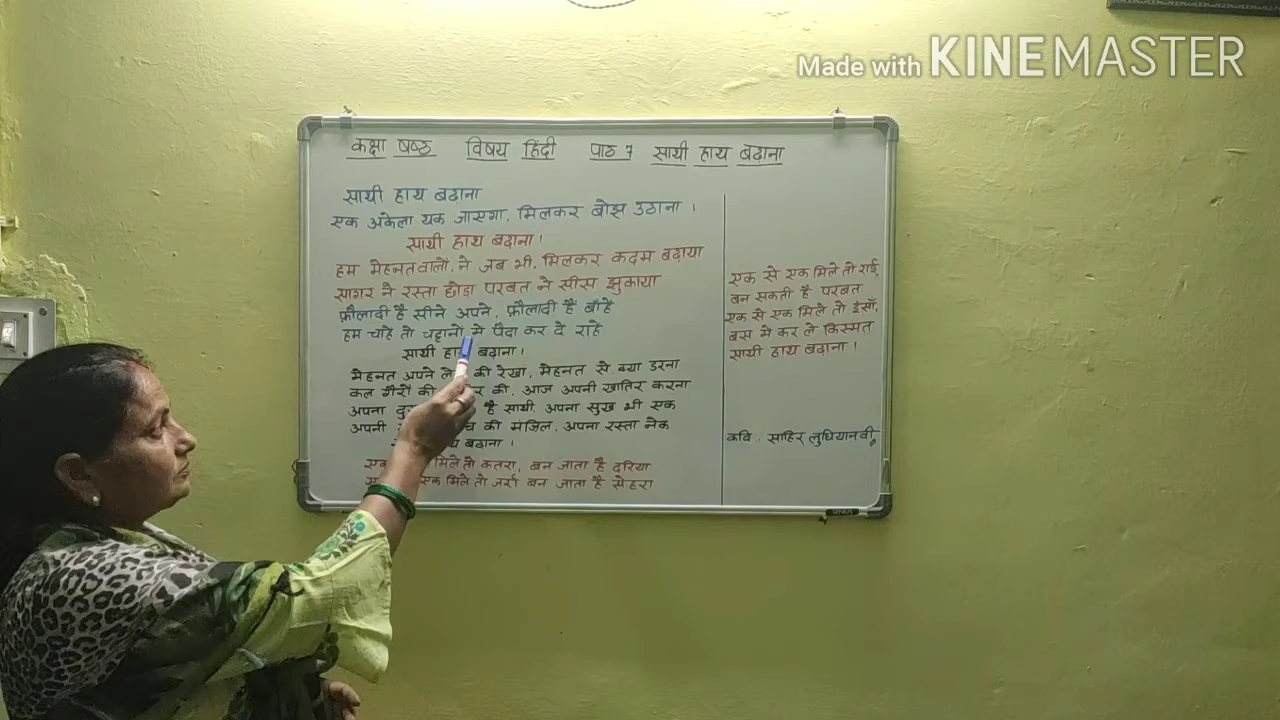 Made with KINEMASTER
कक्षा षष्ठ विषय हिंदी पाठ 7 साथी हाथ बढ़ाना
साथी हाथ बढाना
एक अकेला थक जाएगा, मिलकर बोझ उठाना ।
साथी हाथ बढ़ाना ।
हम मेहनतवालों ने जब भी, मिलकर कदम बढ़ाया
सागर ने रस्ता छोड़ा परबत ने सीस झुकाया
फ़ौलादी है सीने अपने, फ़ौलादी हैं बाँहें
हम चाहे तो चट्टानों में पैदा कर दे राहे
साथी बढ़ाना ।
मेहनत अपने की रेखा, मेहनत से क्या डरना
कल गैरों की की, आज अपनी खातिर करना
अपना है साथी, अपना सुख भी एक
अपनी की मंजिल, अपना रस्ता नेक
बढाना ।
मिले तो कतरा, बन जाता है दरिया
एक मिले तो जर्रा बन जाता है सेहरा
एक से एक मिले तो राई,
बन सकती है परबत
एक से एक मिले तो इंसाँ,
बस में कर ले किस्मत
साथी हाथ बढाना ।
कवि : साहिर लुधियानवी